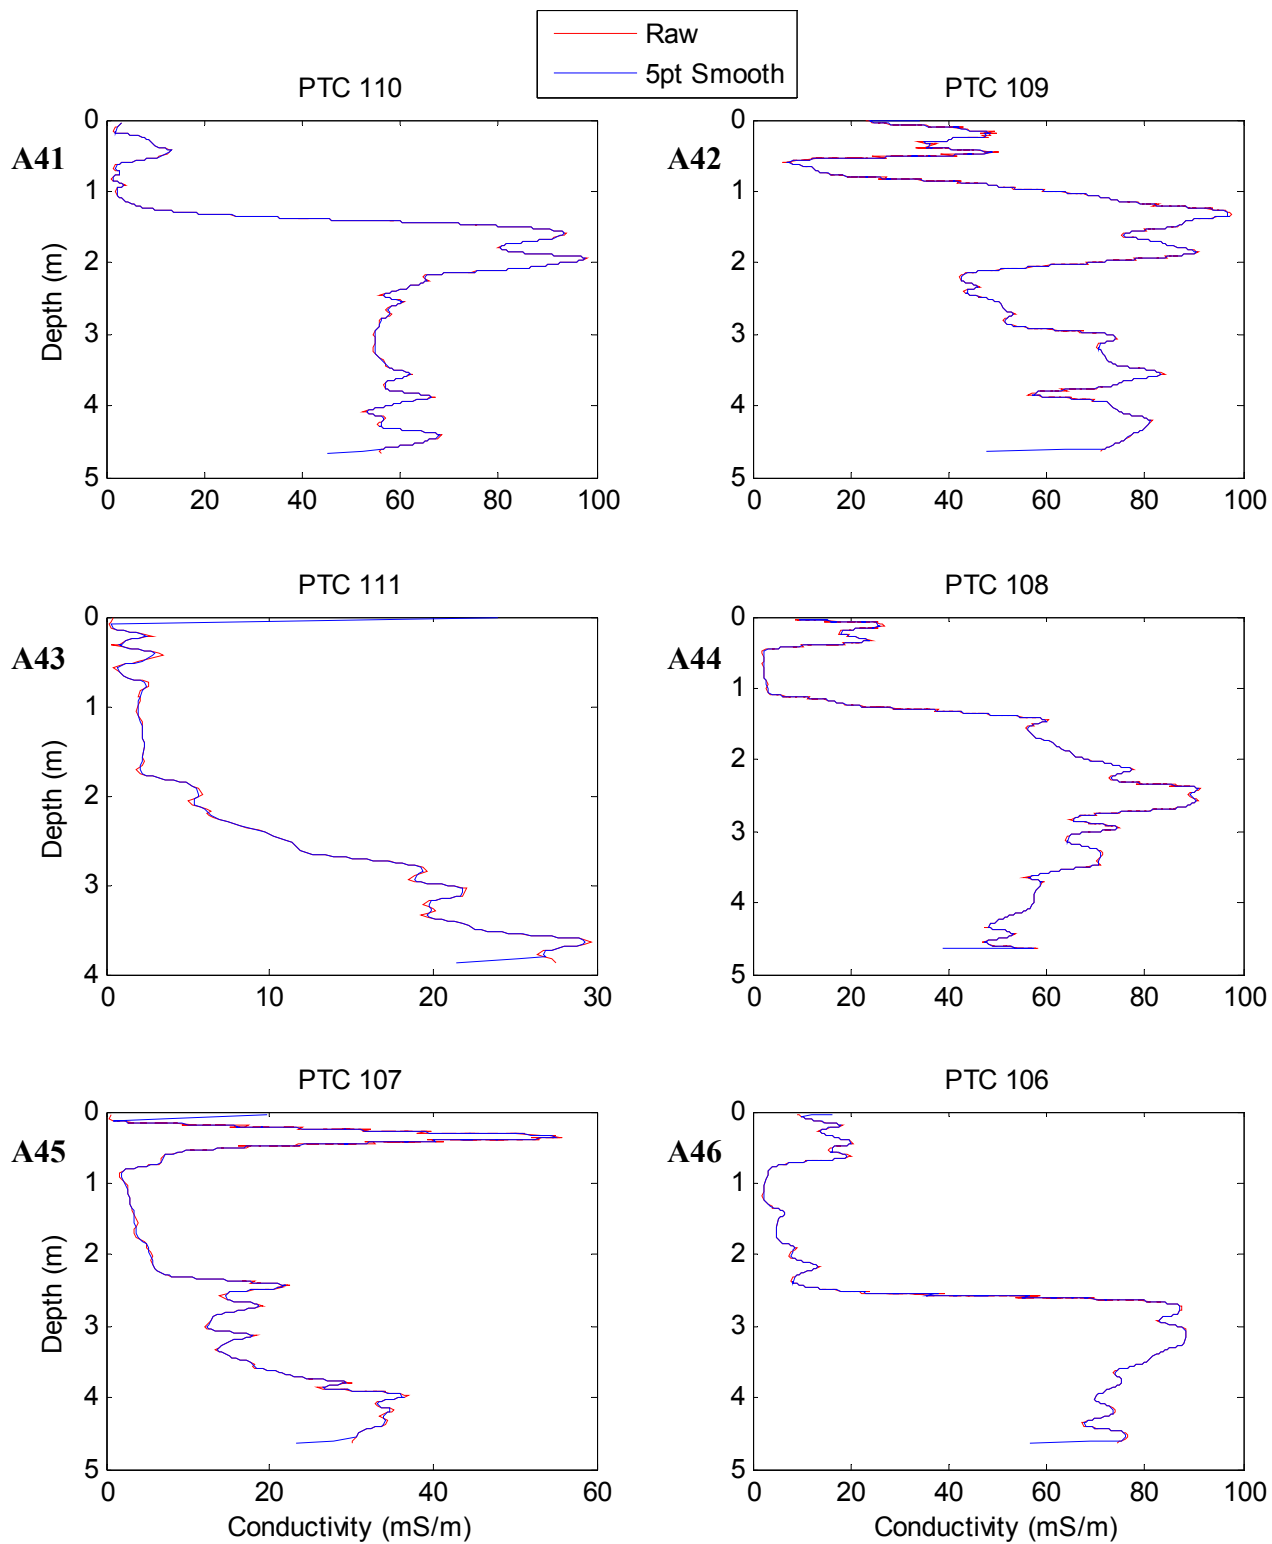 Raw
5pt Smooth
PTC 110
PTC 109
A41
A42
Depth (m)
0
1
2
3
4
5
0 20 40 60 80 100
0
1
2
3
4
5
0 20 40 60 80 100
PTC 111
PTC 108
A43
A44
Depth (m)
0
1
2
3
4
0 10 20 30
0
1
2
3
4
5
0 20 40 60 80 100
PTC 107
PTC 106
A45
A46
Depth (m)
0
1
2
3
4
5
0 20 40 60
Conductivity (mS/m)
0
1
2
3
4
5
0 20 40 60 80 100
Conductivity (mS/m)